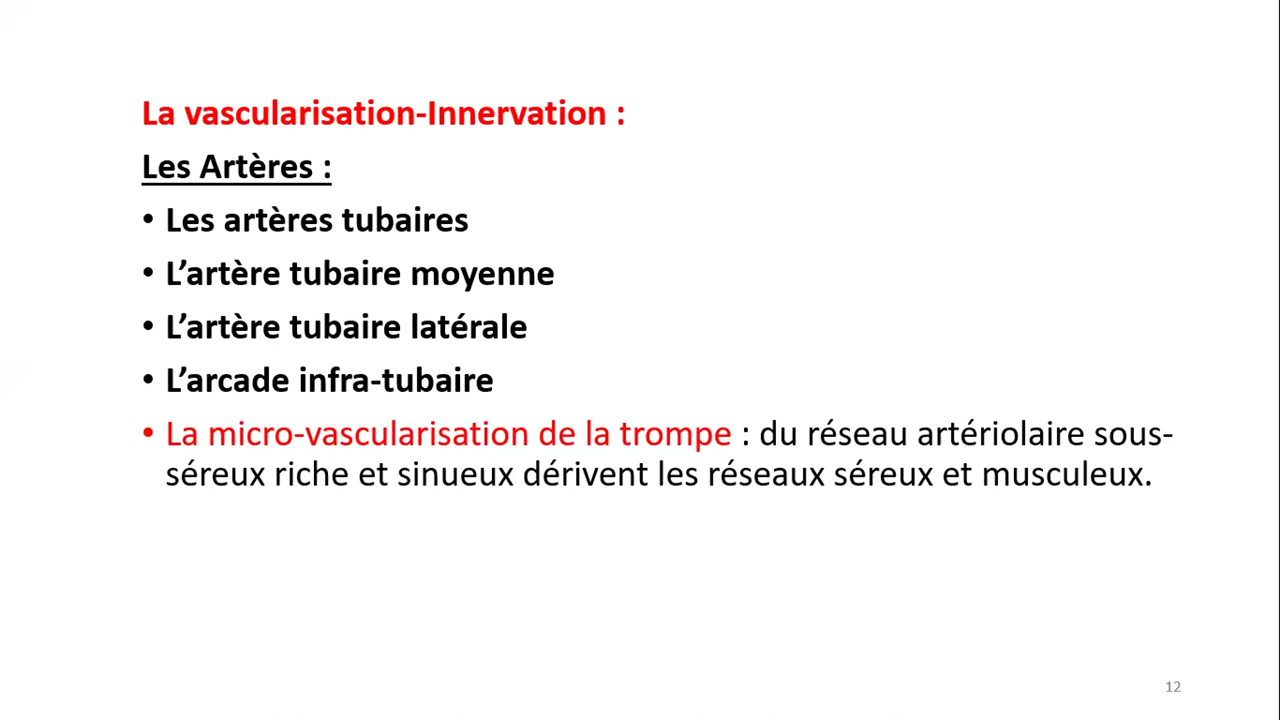 La vascularisation-Innervation :
Les Artères :
• Les artères tubaires
• L’artère tubaire moyenne
• L’artère tubaire latérale
• L’arcade infra-tubaire
• La micro-vascularisation de la trompe : du réseau artériolaire sous-
séreux riche et sinueux dérivent les réseaux séreux et musculeux.
12